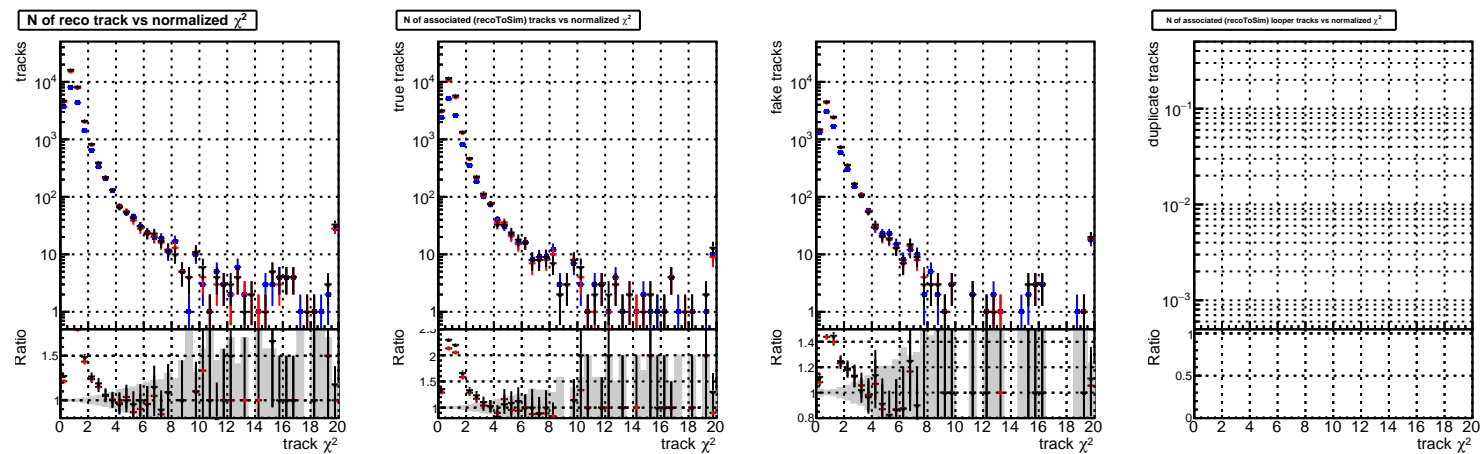 N of reco track vs normalized χ²
tracks
10⁴
10³
10²
10
1
Ratio
1.5
1
0 2 4 6 8 10 12 14 16 18 20
track χ²
N of associated (recoToSim) tracks vs normalized χ²
true tracks
10⁴
10³
10²
10
1
Ratio
2
1.5
1
0 2 4 6 8 10 12 14 16 18 20
track χ²
fake tracks
10⁴
10³
10²
10
1
Ratio
1.4
1.2
1
0.8
0 2 4 6 8 10 12 14 16 18 20
track χ²
N of associated (recoToSim) looper tracks vs normalized χ²
duplicate tracks
10⁻¹
10⁻²
10⁻³
Ratio
1
0.5
0
0 2 4 6 8 10 12 14 16 18 20
track χ²